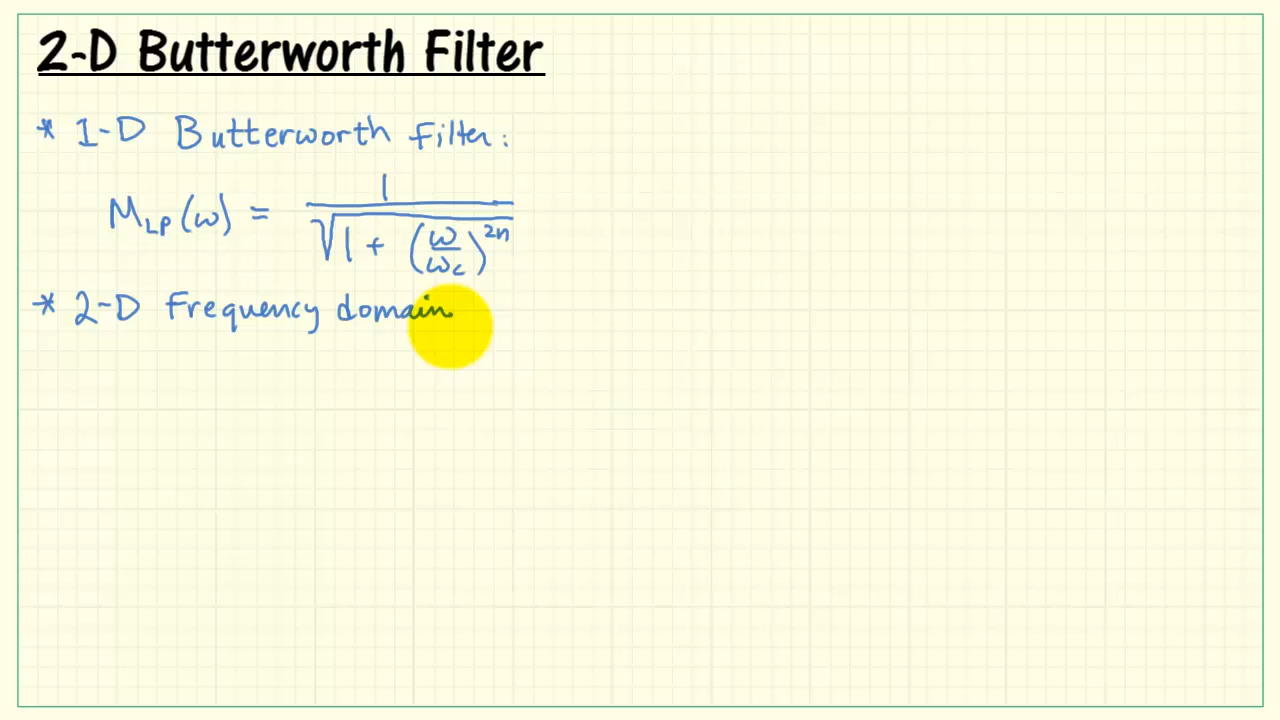 2-D Butterworth Filter
* 1-D Butterworth Filter:
M_LP(ω) = 1 / √(1 + (ω/ω_c)^2n)
* 2-D Frequency domain